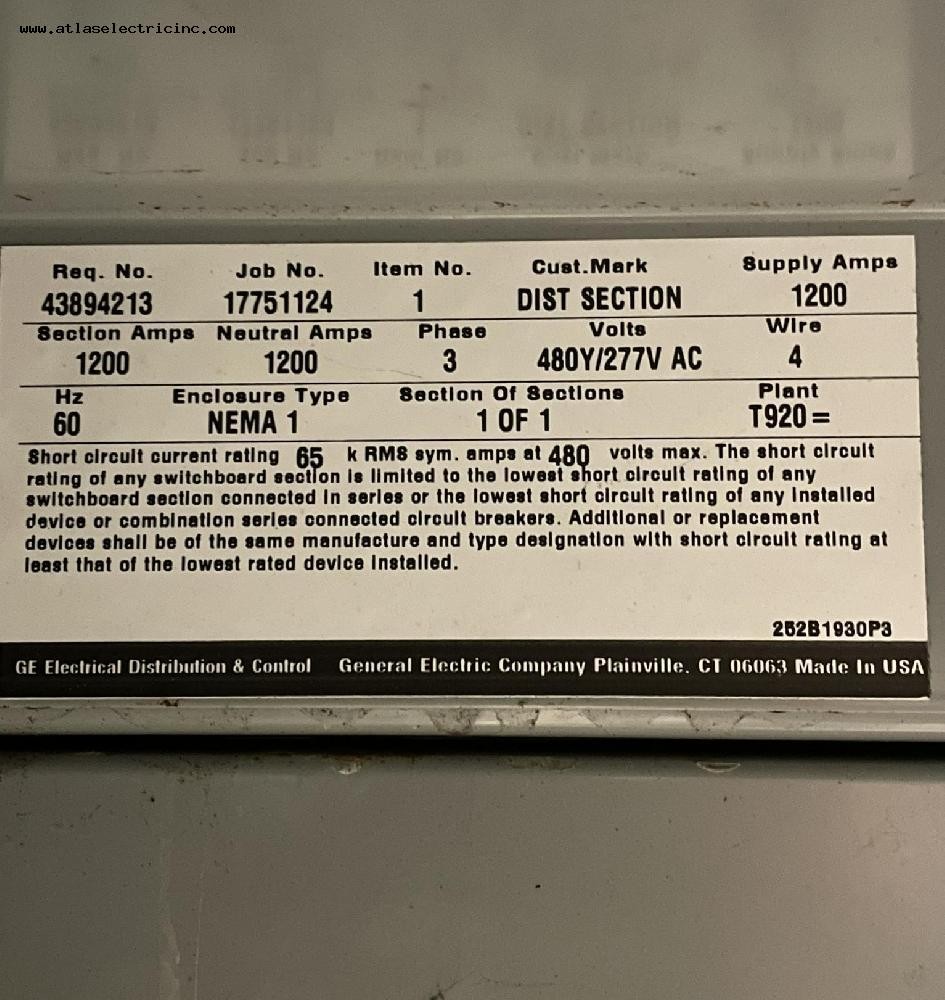 www.atlaselectricinc.com
Req. No. Job No. Item No. Cust.Mark Supply Amps
43894213 17751124 1 DIST SECTION 1200
Section Amps Neutral Amps Phase Volts Wire
1200 1200 3 480Y/277V AC 4
Hz Enclosure Type Section Of Sections Plant
60 NEMA 1 1 OF 1 T920=
Short circuit current rating 65 k RMS sym. amps at 480 volts max. The short circuit
rating of any switchboard section is limited to the lowest short circuit rating of any
switchboard section connected in series or the lowest short circuit rating of any installed
device or combination series connected circuit breakers. Additional or replacement
devices shall be of the same manufacture and type designation with short circuit rating at
least that of the lowest rated device installed.
252B1930P3
GE Electrical Distribution & Control General Electric Company Plainville, CT 06063 Made In USA